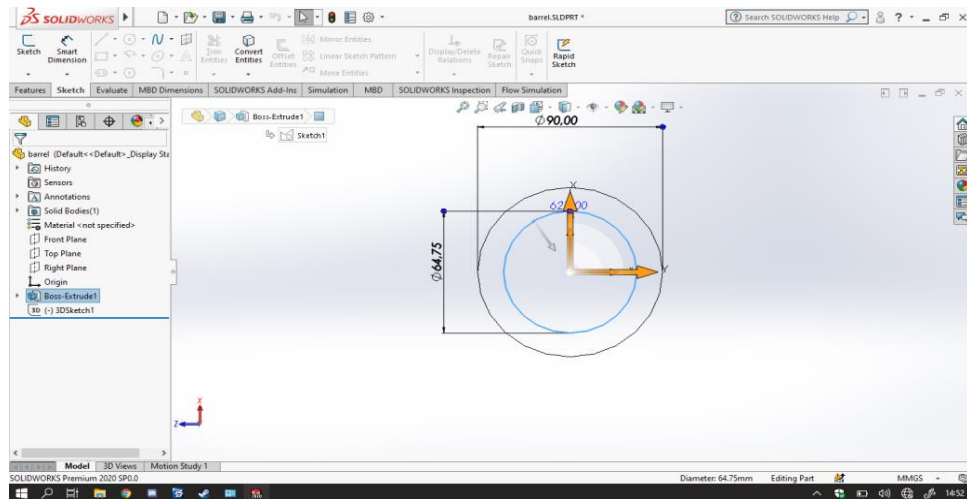 SOLIDWORKS
barrel.SLDPRT *
Search SOLIDWORKS Help
?
Sketch
Smart Dimension
Trim Entities
Convert Entities
Offset Entities
Mirror Entities
Linear Sketch Pattern
Move Entities
Display/Delete Relations
Repair Sketch
Quick Snaps
Rapid Sketch
Features Sketch Evaluate MBD Dimensions SOLIDWORKS Add-Ins Simulation MBD SOLIDWORKS Inspection Flow Simulation
Boss-Extrude1
Sketch1
barrel (Default<<Default>_Display Sta
History
Sensors
Annotations
Solid Bodies(1)
Material <not specified>
Front Plane
Top Plane
Right Plane
Origin
Boss-Extrude1
3D (-) 3DSketch1
Ø90,00
X
Ø64,75
Y
X
Z
Model 3D Views Motion Study 1
SOLIDWORKS Premium 2020 SP0.0
Diameter: 64.75mm Editing Part MMGS
14:52